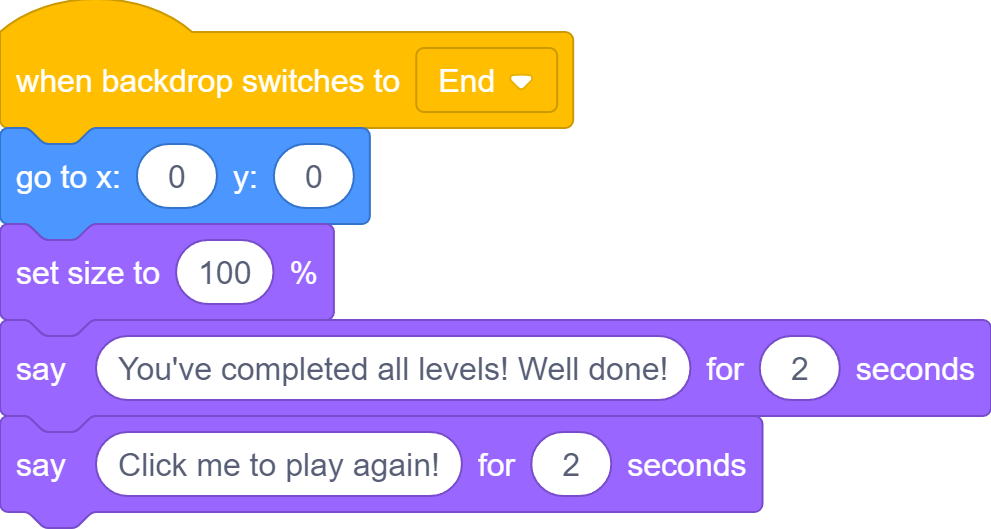 when backdrop switches to End
go to x: 0 y: 0
set size to 100 %
say You've completed all levels! Well done! for 2 seconds
say Click me to play again! for 2 seconds